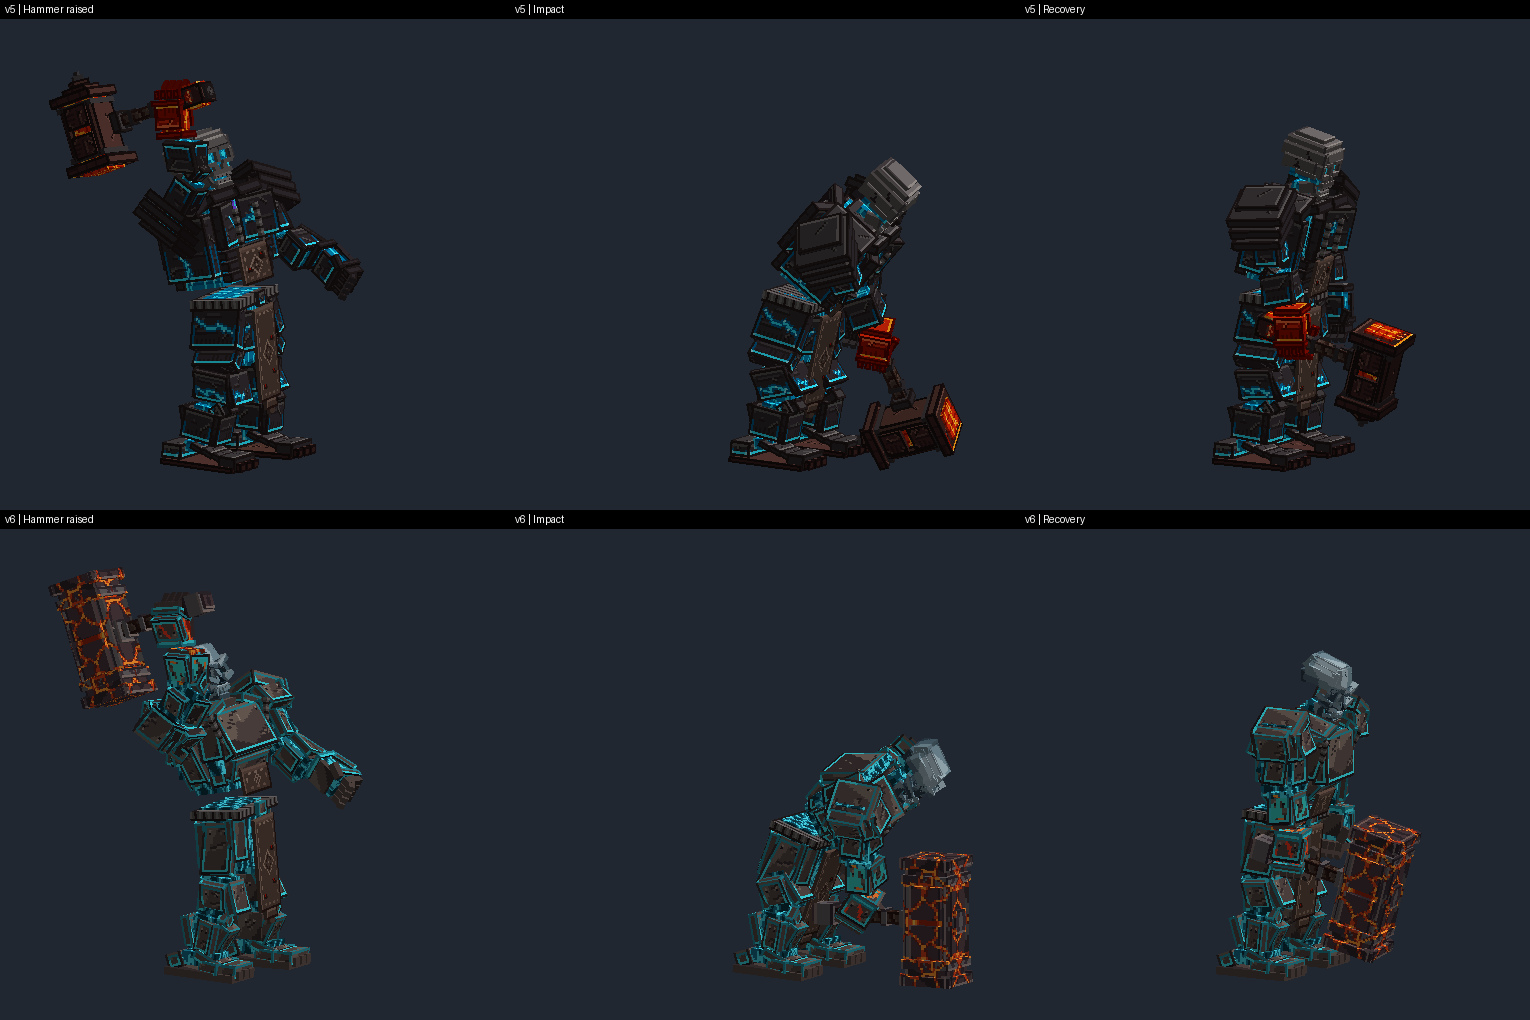 v5 | Hammer raised
v5 | Impact
v5 | Recovery
v6 | Hammer raised
v6 | Impact
v6 | Recovery